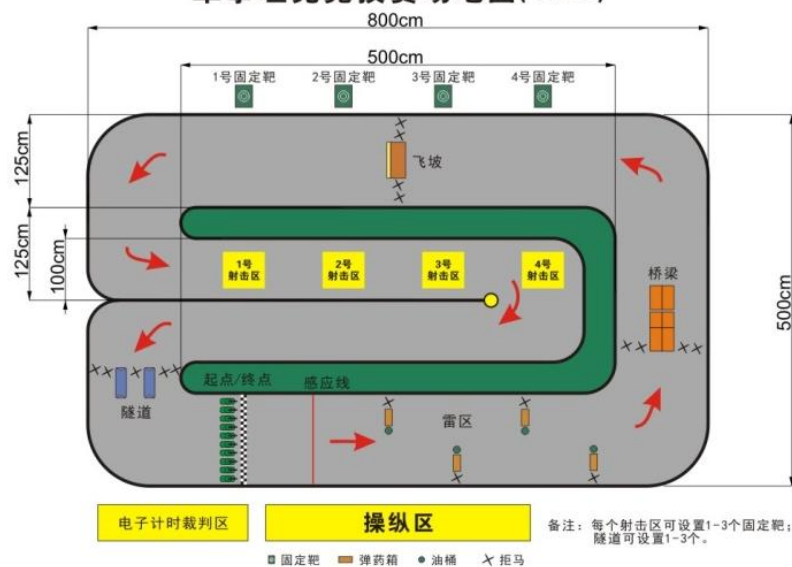 800cm
500cm
1号固定靶 2号固定靶 3号固定靶 4号固定靶
125cm
飞坡
125cm
100cm
1号
射击区
2号
射击区
3号
射击区
4号
射击区
桥梁
500cm
起点/终点 感应线
隧道
雷区
电子计时裁判区
操纵区
备注：每个射击区可设置1-3个固定靶；
隧道可设置1-3个。
固定靶 弹药箱 油桶 拒马